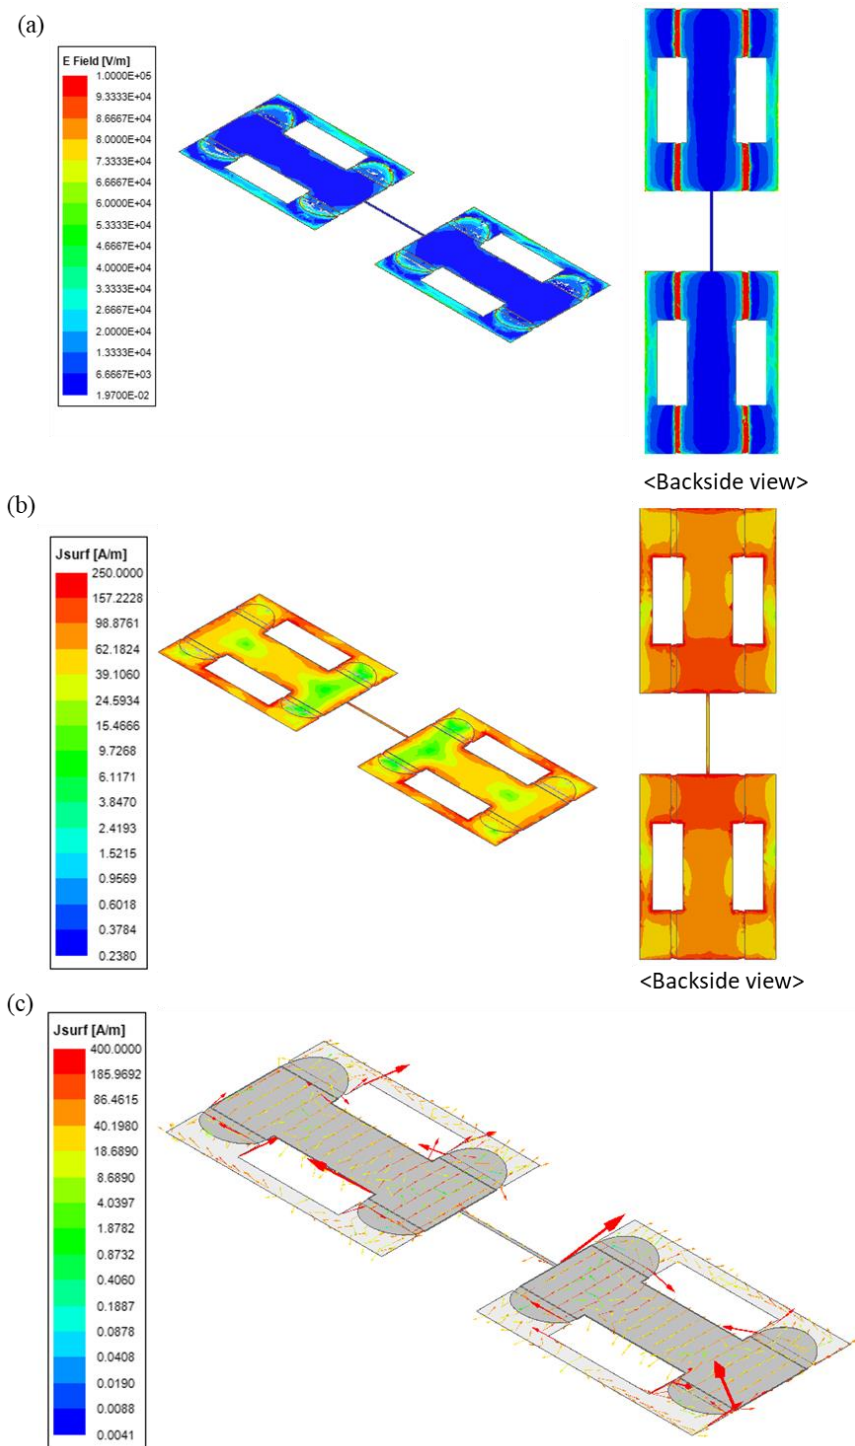 (a)
E Field [V/m]
1.0000E+05
9.3333E+04
8.6667E+04
8.0000E+04
7.3333E+04
6.6667E+04
6.0000E+04
5.3333E+04
4.6667E+04
4.0000E+04
3.3333E+04
2.6667E+04
2.0000E+04
1.3333E+04
6.6667E+03
1.9700E-02
<Backside view>
(b)
Jsurf [A/m]
250.0000
157.2228
98.8761
62.1824
39.1060
24.5934
15.4666
9.7268
6.1171
3.8470
2.4193
1.5215
0.9569
0.6018
0.3784
0.2380
<Backside view>
(c)
Jsurf [A/m]
400.0000
185.9692
86.4615
40.1980
18.6890
8.6890
4.0397
1.8782
0.8732
0.4060
0.1887
0.0878
0.0408
0.0190
0.0088
0.0041